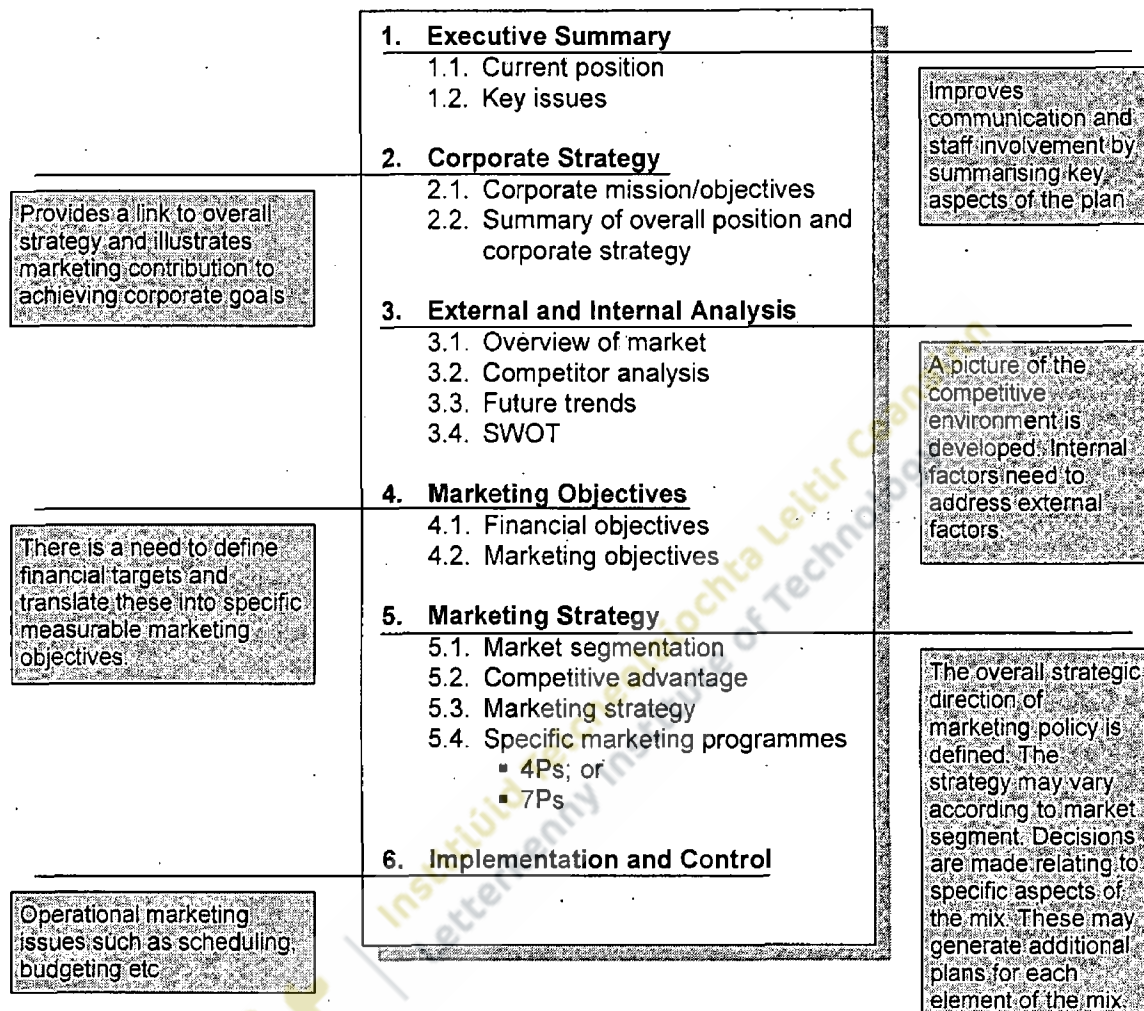 1. Executive Summary
1.1. Current position
1.2. Key issues
Improves
communication and
staff involvement by
summarising key
aspects of the plan
2. Corporate Strategy
2.1. Corporate mission/objectives
2.2. Summary of overall position and
corporate strategy
Provides a link to overall
strategy and illustrates
marketing contribution to
achieving corporate goals
3. External and Internal Analysis
3.1. Overview of market
3.2. Competitor analysis
3.3. Future trends
3.4. SWOT
A picture of the
competitive
environment is
developed. Internal
factors need to
address external
factors.
4. Marketing Objectives
4.1. Financial objectives
4.2. Marketing objectives
There is a need to define
financial targets and
translate these into specific
measurable marketing
objectives.
5. Marketing Strategy
5.1. Market segmentation
5.2. Competitive advantage
5.3. Marketing strategy
5.4. Specific marketing programmes
▪ 4Ps; or
▪ 7Ps
The overall strategic
direction of
marketing policy is
defined. The
strategy may vary
according to market
segment. Decisions
are made relating to
specific aspects of
the mix. These may
generate additional
plans for each
element of the mix.
6. Implementation and Control
Operational marketing
issues such as scheduling,
budgeting etc
Institiúid Teicneolaíochta Leitir Ceanainn
Letterkenny Institute of Technology